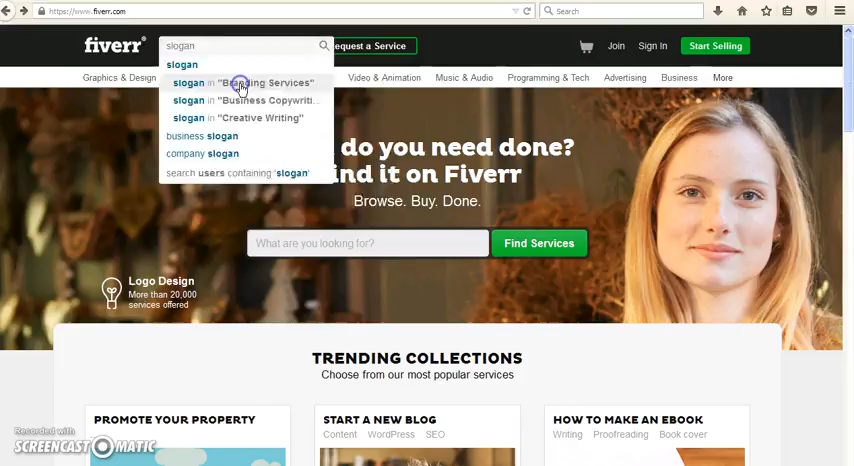 https://www.fiverr.com
Search
fiverr®
slogan
equest a Service
Join
Sign In
Start Selling
slogan
slogan in "Branding Services"
slogan in "Business Copywriti...
slogan in "Creative Writing"
business slogan
company slogan
search users containing 'slogan'
Graphics & Design
Video & Animation
Music & Audio
Programming & Tech
Advertising
Business
More
do you need done?
ind it on Fiverr
Browse. Buy. Done.
What are you looking for?
Find Services
Logo Design
More than 20,000
services offered
TRENDING COLLECTIONS
Choose from our most popular services
PROMOTE YOUR PROPERTY
START A NEW BLOG
Content WordPress SEO
HOW TO MAKE AN EBOOK
Writing Proofreading Book cover
Recorded with
SCREENCAST-O-MATIC